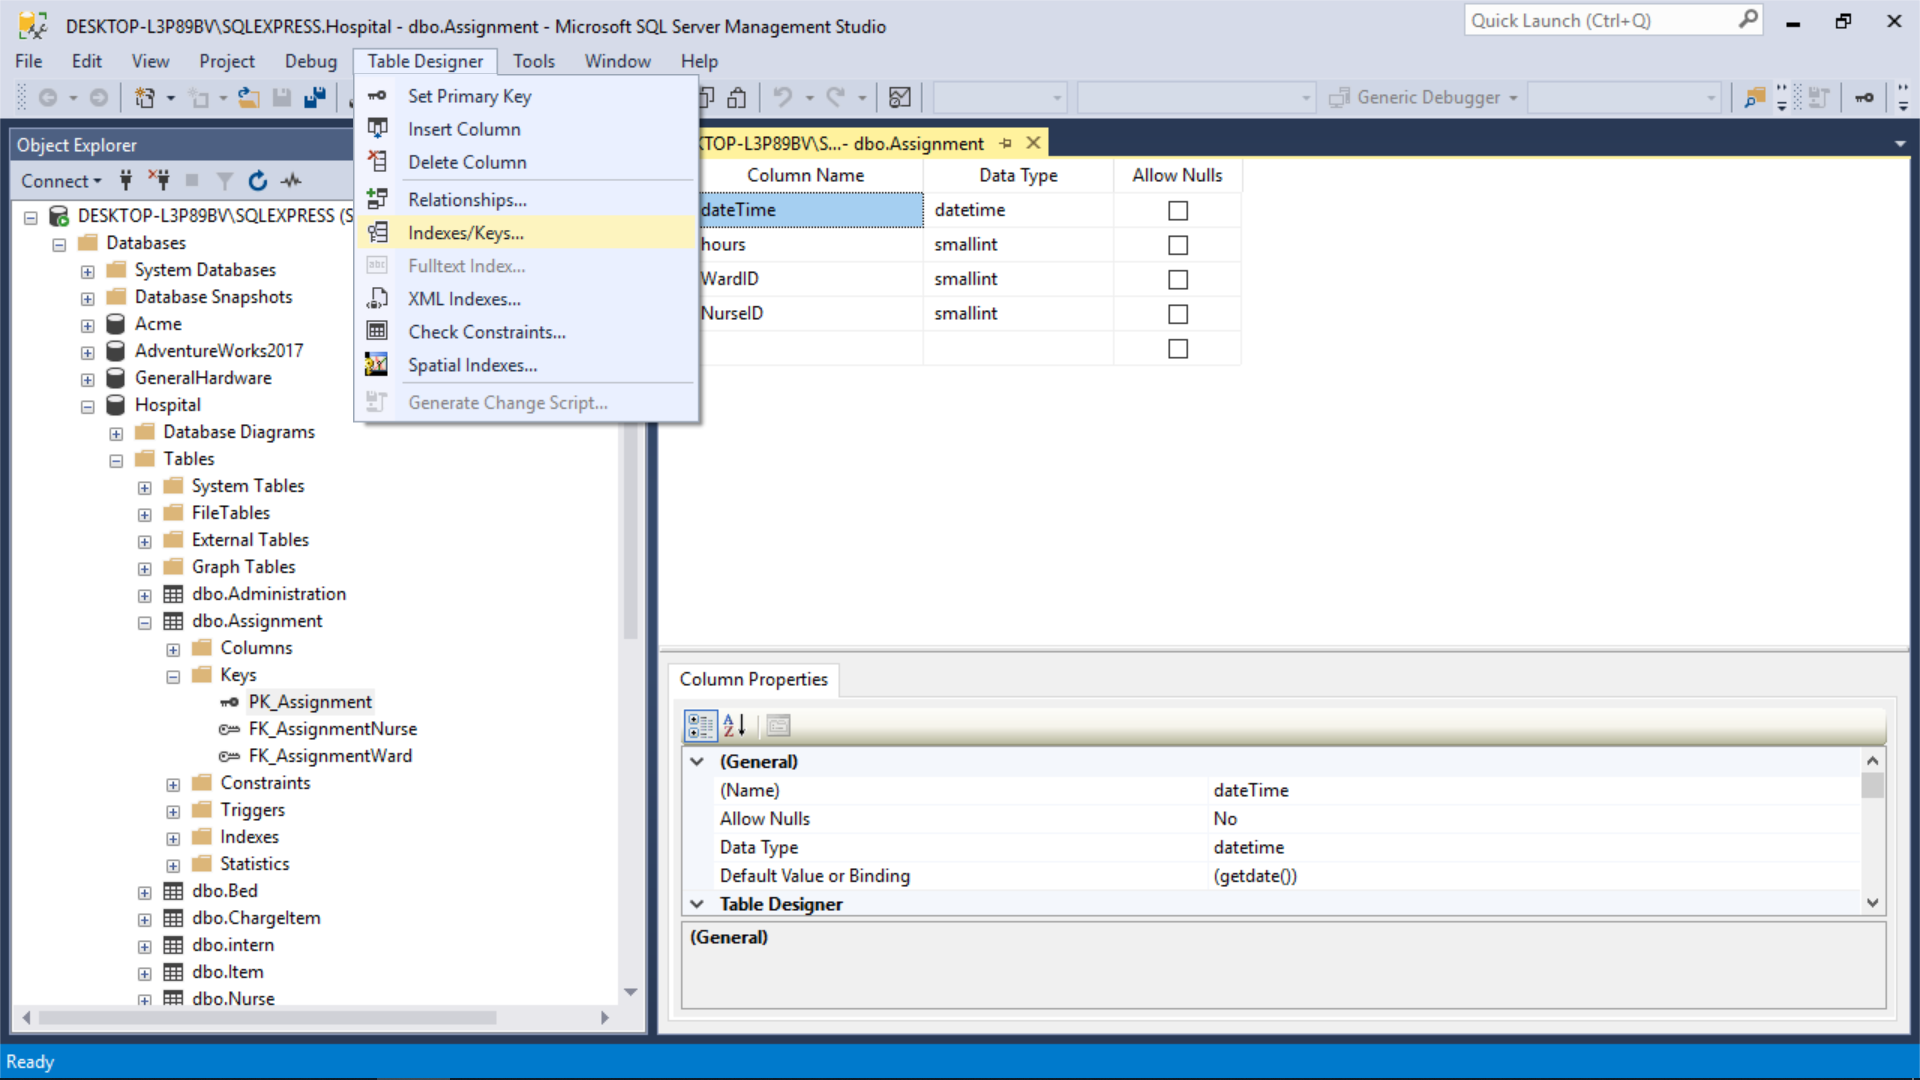 DESKTOP-L3P89BV\SQLEXPRESS.Hospital - dbo.Assignment - Microsoft SQL Server Management Studio
Quick Launch (Ctrl+Q)
File Edit View Project Debug Table Designer Tools Window Help
Generic Debugger
Set Primary Key
Insert Column
Delete Column
Relationships...
Indexes/Keys...
Fulltext Index...
XML Indexes...
Check Constraints...
Spatial Indexes...
Generate Change Script...
Object Explorer
Connect
DESKTOP-L3P89BV\SQLEXPRESS (S
Databases
System Databases
Database Snapshots
Acme
AdventureWorks2017
GeneralHardware
Hospital
Database Diagrams
Tables
System Tables
FileTables
External Tables
Graph Tables
dbo.Administration
dbo.Assignment
Columns
Keys
PK_Assignment
FK_AssignmentNurse
FK_AssignmentWard
Constraints
Triggers
Indexes
Statistics
dbo.Bed
dbo.ChargeItem
dbo.intern
dbo.Item
dbo.Nurse
KTOP-L3P89BV\S...- dbo.Assignment
Column Name Data Type Allow Nulls
dateTime datetime
hours smallint
WardID smallint
NurseID smallint
Column Properties
(General)
(Name) dateTime
Allow Nulls No
Data Type datetime
Default Value or Binding (getdate())
Table Designer
(General)
Ready